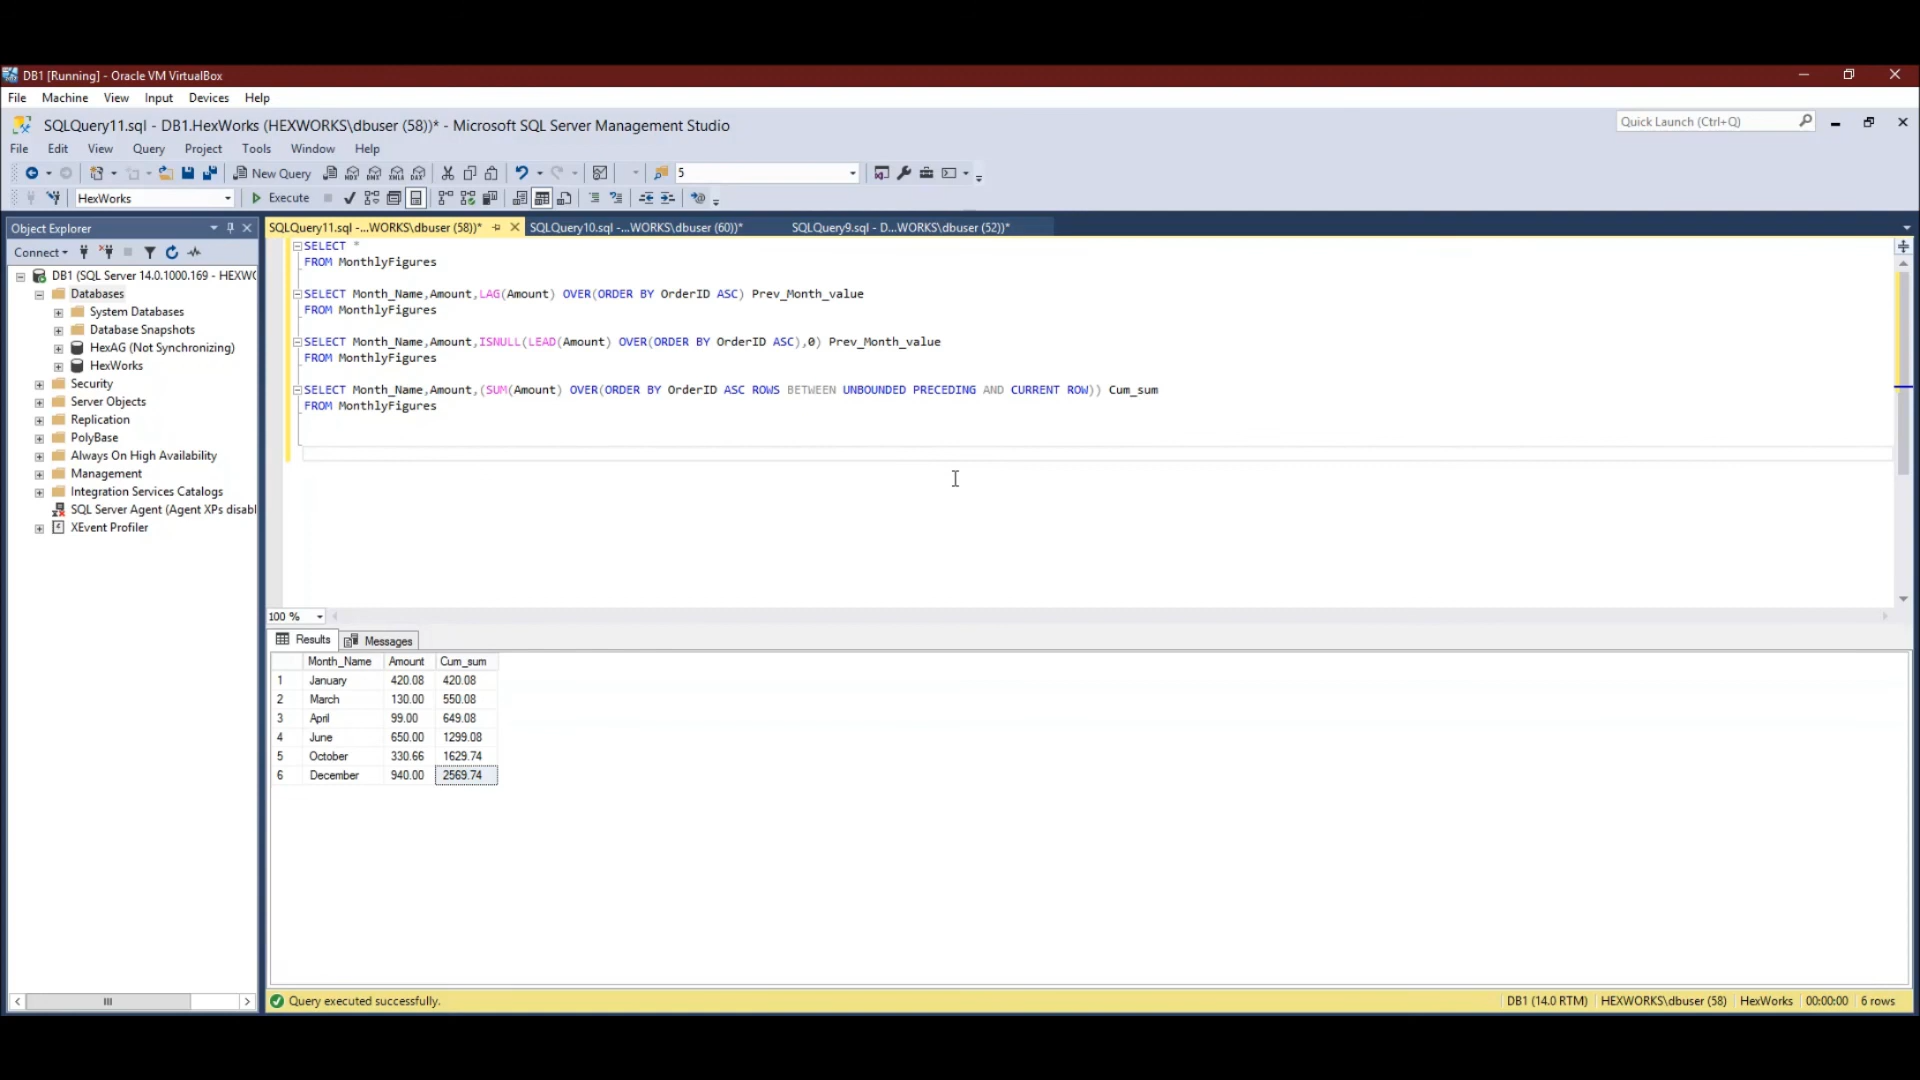 DB1 [Running] - Oracle VM VirtualBox
File Machine View Input Devices Help
SQLQuery11.sql - DB1.HexWorks (HEXWORKS\dbuser (58))* - Microsoft SQL Server Management Studio
Quick Launch (Ctrl+Q)
File Edit View Query Project Tools Window Help
New Query
5
HexWorks
Execute
Object Explorer
SQLQuery11.sql -...WORKS\dbuser (58))*
SQLQuery10.sql -...WORKS\dbuser (60))*
SQLQuery9.sql - D...WORKS\dbuser (52))*
Connect
DB1 (SQL Server 14.0.1000.169 - HEXWO
Databases
System Databases
Database Snapshots
HexAG (Not Synchronizing)
HexWorks
Security
Server Objects
Replication
PolyBase
Always On High Availability
Management
Integration Services Catalogs
SQL Server Agent (Agent XPs disabl
XEvent Profiler
SELECT *
FROM MonthlyFigures
SELECT Month_Name,Amount,LAG(Amount) OVER(ORDER BY OrderID ASC) Prev_Month_value
FROM MonthlyFigures
SELECT Month_Name,Amount,ISNULL(LEAD(Amount) OVER(ORDER BY OrderID ASC),0) Prev_Month_value
FROM MonthlyFigures
SELECT Month_Name,Amount,(SUM(Amount) OVER(ORDER BY OrderID ASC ROWS BETWEEN UNBOUNDED PRECEDING AND CURRENT ROW)) Cum_sum
FROM MonthlyFigures
100 %
Results Messages
Month_Name Amount Cum_sum
1 January 420.08 420.08
2 March 130.00 550.08
3 April 99.00 649.08
4 June 650.00 1299.08
5 October 330.66 1629.74
6 December 940.00 2569.74
Query executed successfully.
DB1 (14.0 RTM) HEXWORKS\dbuser (58) HexWorks 00:00:00 6 rows